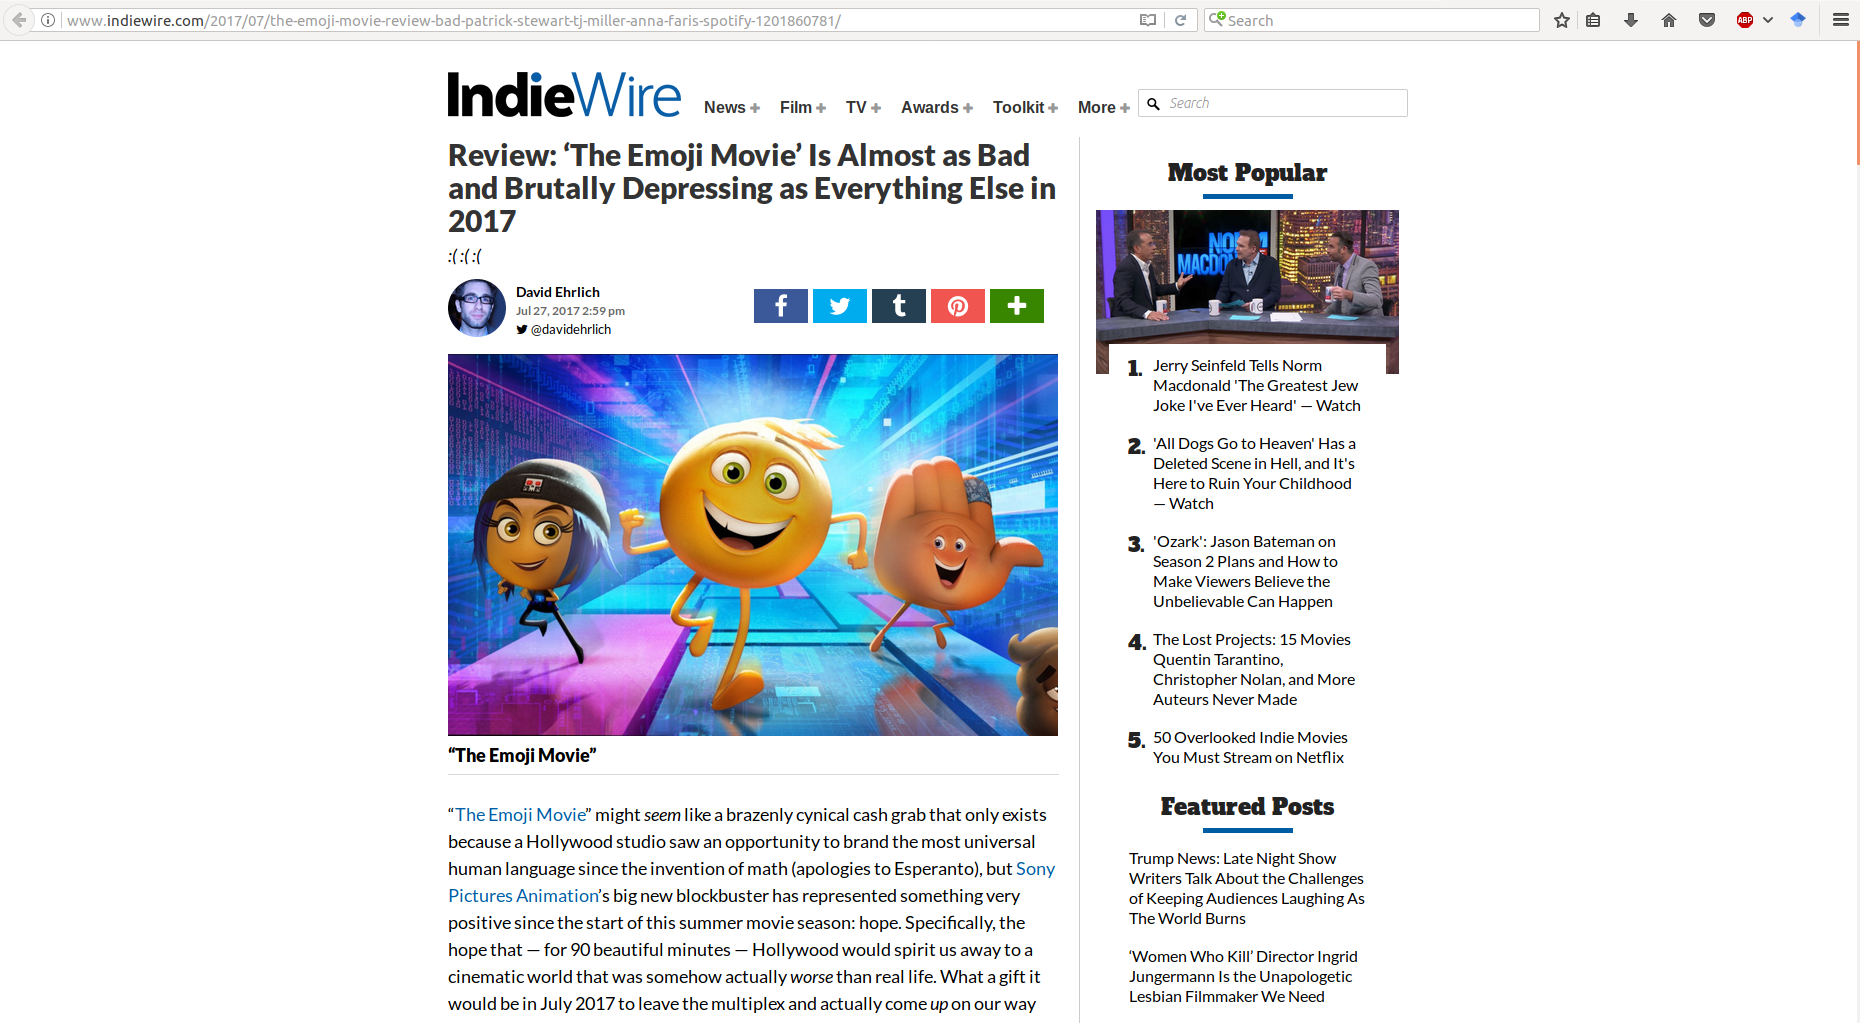 www.indiewire.com/2017/07/the-emoji-movie-review-bad-patrick-stewart-tj-miller-anna-faris-spotify-1201860781/
Search
ABP
IndieWire
News + Film + TV + Awards + Toolkit + More +
Search
Review: ‘The Emoji Movie’ Is Almost as Bad
and Brutally Depressing as Everything Else in
2017
:( :( :(
David Ehrlich
Jul 27, 2017 2:59 pm
@davidehrlich
“The Emoji Movie”
“The Emoji Movie” might seem like a brazenly cynical cash grab that only exists
because a Hollywood studio saw an opportunity to brand the most universal
human language since the invention of math (apologies to Esperanto), but Sony
Pictures Animation’s big new blockbuster has represented something very
positive since the start of this summer movie season: hope. Specifically, the
hope that — for 90 beautiful minutes — Hollywood would spirit us away to a
cinematic world that was somehow actually worse than real life. What a gift it
would be in July 2017 to leave the multiplex and actually come up on our way
Most Popular
NORM
MACDONALD
1. Jerry Seinfeld Tells Norm
Macdonald 'The Greatest Jew
Joke I've Ever Heard' — Watch
2. 'All Dogs Go to Heaven' Has a
Deleted Scene in Hell, and It's
Here to Ruin Your Childhood
— Watch
3. 'Ozark': Jason Bateman on
Season 2 Plans and How to
Make Viewers Believe the
Unbelievable Can Happen
4. The Lost Projects: 15 Movies
Quentin Tarantino,
Christopher Nolan, and More
Auteurs Never Made
5. 50 Overlooked Indie Movies
You Must Stream on Netflix
Featured Posts
Trump News: Late Night Show
Writers Talk About the Challenges
of Keeping Audiences Laughing As
The World Burns
‘Women Who Kill’ Director Ingrid
Jungermann Is the Unapologetic
Lesbian Filmmaker We Need